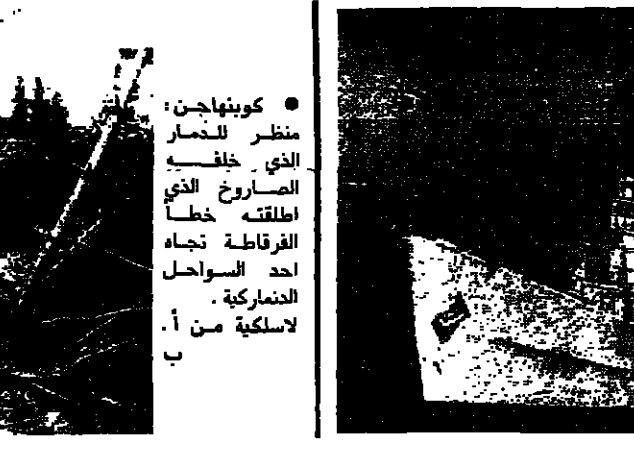 ● كوبنهاجن:
منظر للدمار
الذي خلفه
الصاروخ الذي
اطلقته خطأ
الفرقاطة تجاه
احد السواحل
الدنماركية .
لاسلكية من أ.
ب